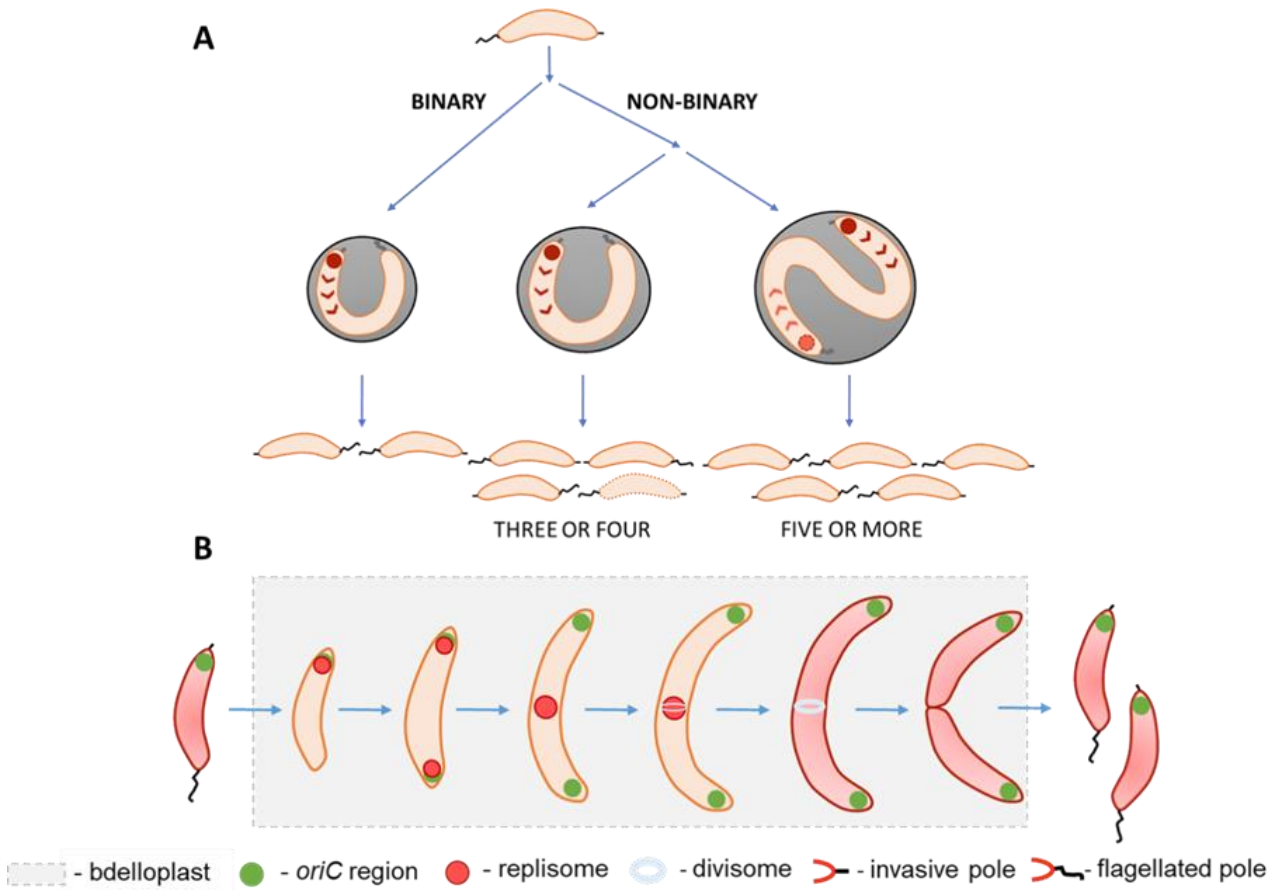 A
BINARY
NON-BINARY
THREE OR FOUR
FIVE OR MORE
B
- bdelloplast
- oriC region
- replisome
- divisome
- invasive pole
- flagellated pole